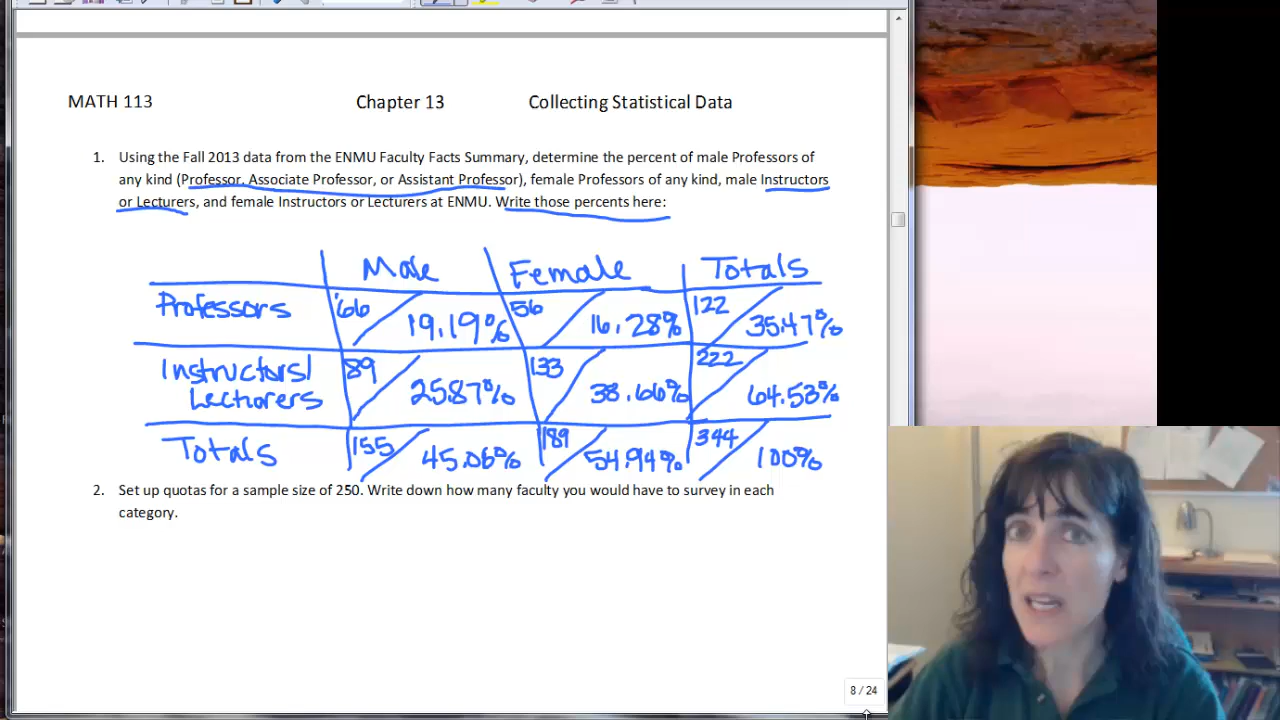 MATH 113 Chapter 13 Collecting Statistical Data
1. Using the Fall 2013 data from the ENMU Faculty Facts Summary, determine the percent of male Professors of
any kind (Professor, Associate Professor, or Assistant Professor), female Professors of any kind, male Instructors
or Lecturers, and female Instructors or Lecturers at ENMU. Write those percents here:
Male Female Totals
Professors 66 19.19% 56 16.28% 122 35.47%
Instructors/ 89 133 222
Lecturers 25.87% 38.66% 64.53%
Totals 155 45.06% 189 54.94% 344 100%
2. Set up quotas for a sample size of 250. Write down how many faculty you would have to survey in each
category.
8 / 24